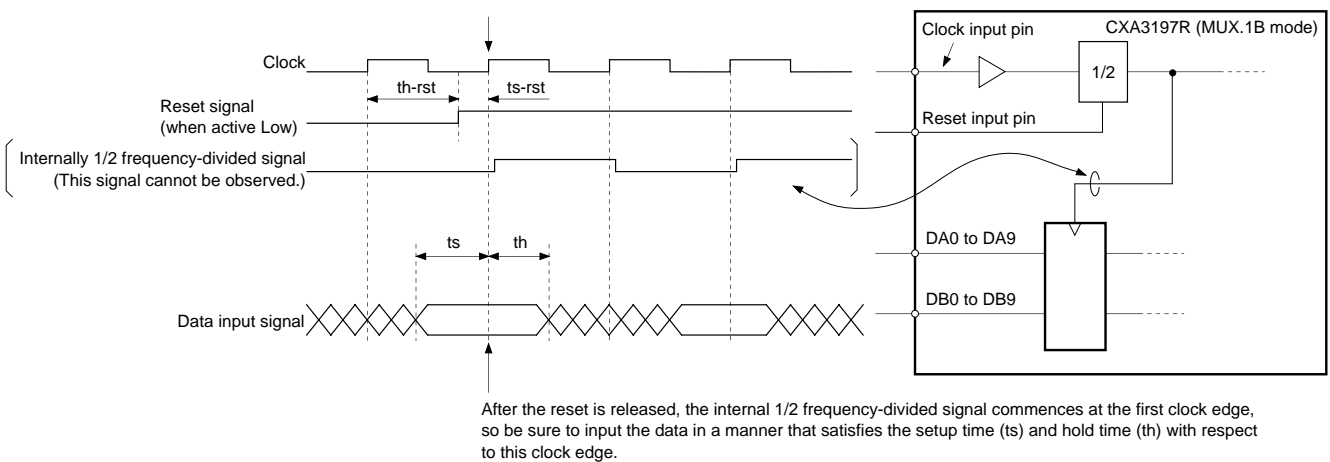 Clock input pin
CXA3197R (MUX.1B mode)
Clock
1/2
th-rst
ts-rst
Reset signal
(when active Low)
Reset input pin
Internally 1/2 frequency-divided signal
(This signal cannot be observed.)
ts
th
DA0 to DA9
DB0 to DB9
Data input signal
After the reset is released, the internal 1/2 frequency-divided signal commences at the first clock edge,
so be sure to input the data in a manner that satisfies the setup time (ts) and hold time (th) with respect
to this clock edge.